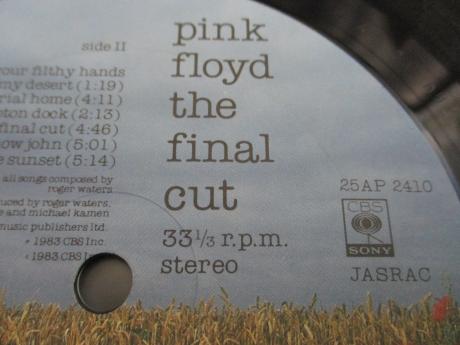 side II
your filthy hands
my desert (1:19)
rial home (4:11)
ton dock (2:13)
final cut (4:46)
now john (5:01)
e sunset (5:14)
all songs composed by
roger waters
duced by roger waters,
e and michael kamen
music publishers ltd.
℗ 1983 CBS Inc.
© 1983 CBS Inc.
pink
floyd
the
final
cut
33⅓ r.p.m.
stereo
25AP 2410
CBS
SONY
JASRAC